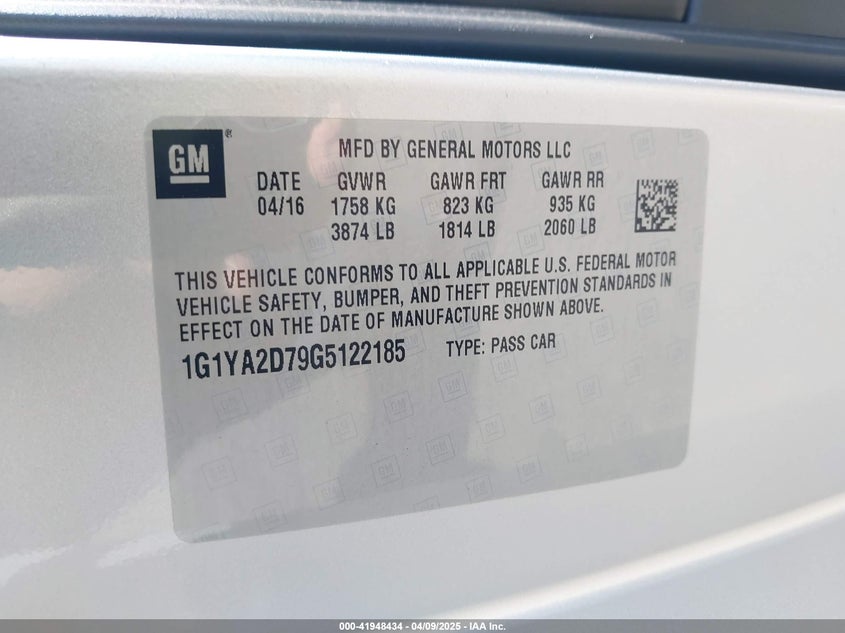 GM®
MFD BY GENERAL MOTORS LLC
DATE GVWR GAWR FRT GAWR RR
04/16 1758 KG 823 KG 935 KG
3874 LB 1814 LB 2060 LB
THIS VEHICLE CONFORMS TO ALL APPLICABLE U.S. FEDERAL MOTOR
VEHICLE SAFETY, BUMPER, AND THEFT PREVENTION STANDARDS IN
EFFECT ON THE DATE OF MANUFACTURE SHOWN ABOVE.
1G1YA2D79G5122185 TYPE: PASS CAR
000-41948434 - 04/09/2025 - IAA Inc.